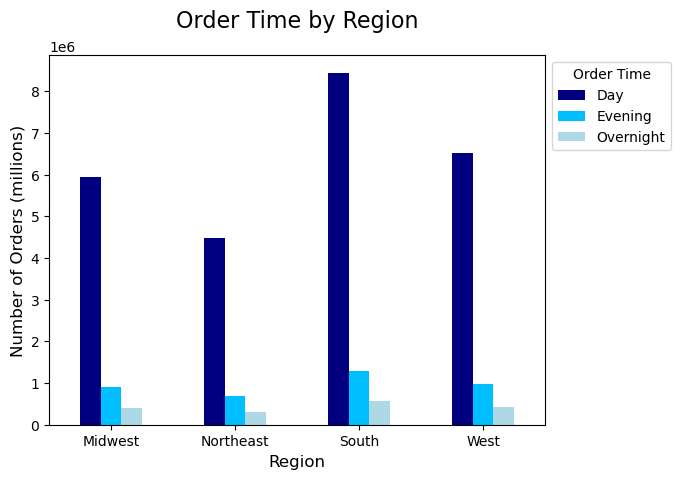 Order Time by Region
1e6
Number of Orders (millions)
8
7
6
5
4
3
2
1
0
Midwest Northeast South West
Region
Order Time
Day
Evening
Overnight